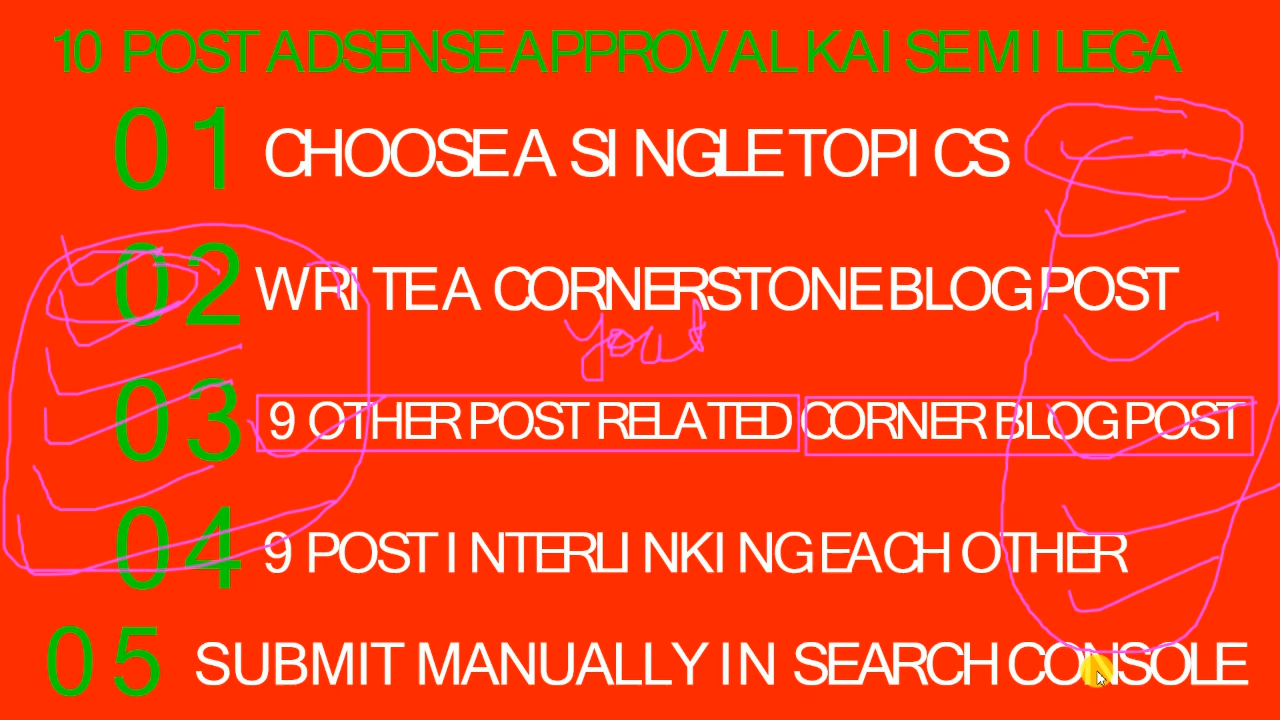 10 POST ADSENSE APPROVAL KAISE MILEGA
01 CHOOSE A SINGLE TOPICS
02 WRITE A CORNERSTONE BLOG POST
yout
03 9 OTHER POST RELATED CORNER BLOG POST
04 9 POST INTERLINKING EACH OTHER
05 SUBMIT MANUALLY IN SEARCH CONSOLE